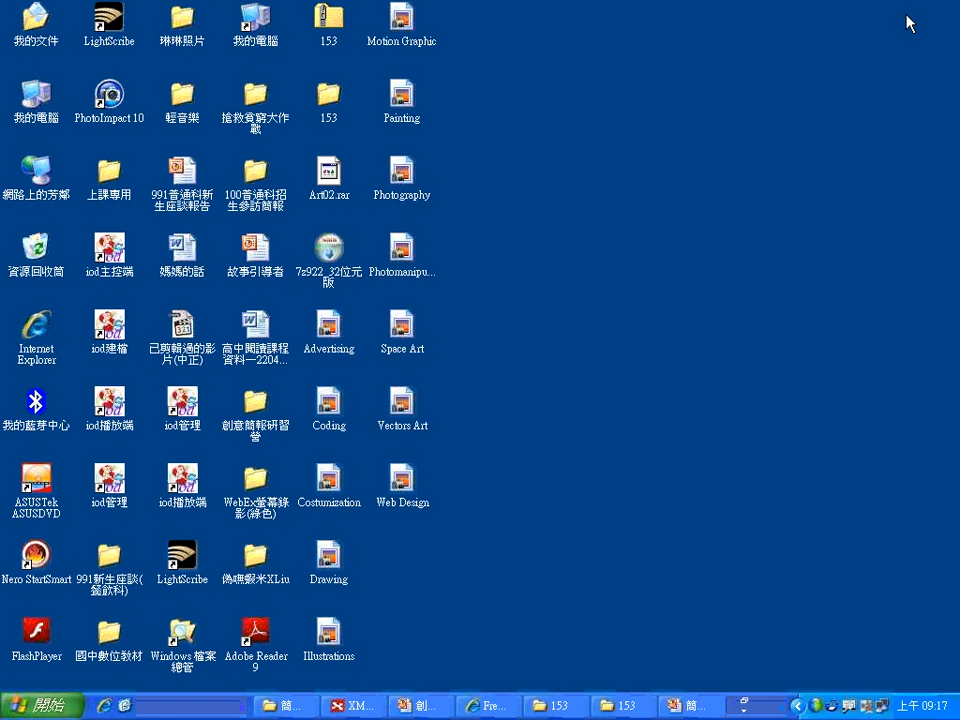 我的文件
LightScribe
琳琳照片
我的電腦
153
Motion Graphic
我的電腦
PhotoImpact 10
輕音樂
搶救貧窮大作
戰
153
Painting
網路上的芳鄰
上課專用
991普通科新
生座談報告
100普通科招
生參訪簡報
Art02.rar
Photography
資源回收筒
iod主控端
媽媽的話
故事引導者
7z922_32位元
版
Photomanipu...
Internet
Explorer
iod建檔
已剪輯過的影
片(中正)
高中閱讀課程
資料一2204...
Advertising
Space Art
我的藍芽中心
iod播放端
iod管理
創意簡報研習
營
Coding
Vectors Art
ASUSTek
ASUSDVD
iod管理
iod播放端
WebEx螢幕錄
影(綠色)
Costumization
Web Design
Nero StartSmart
991新生座談(
餐飲科)
LightScribe
偽嘸蝦米XLiu
Drawing
FlashPlayer
國中數位教材
Windows 檔案
總管
Adobe Reader
9
Illustrations
開始
簡...
XM...
創...
Fre...
153
153
簡...
上午 09:17